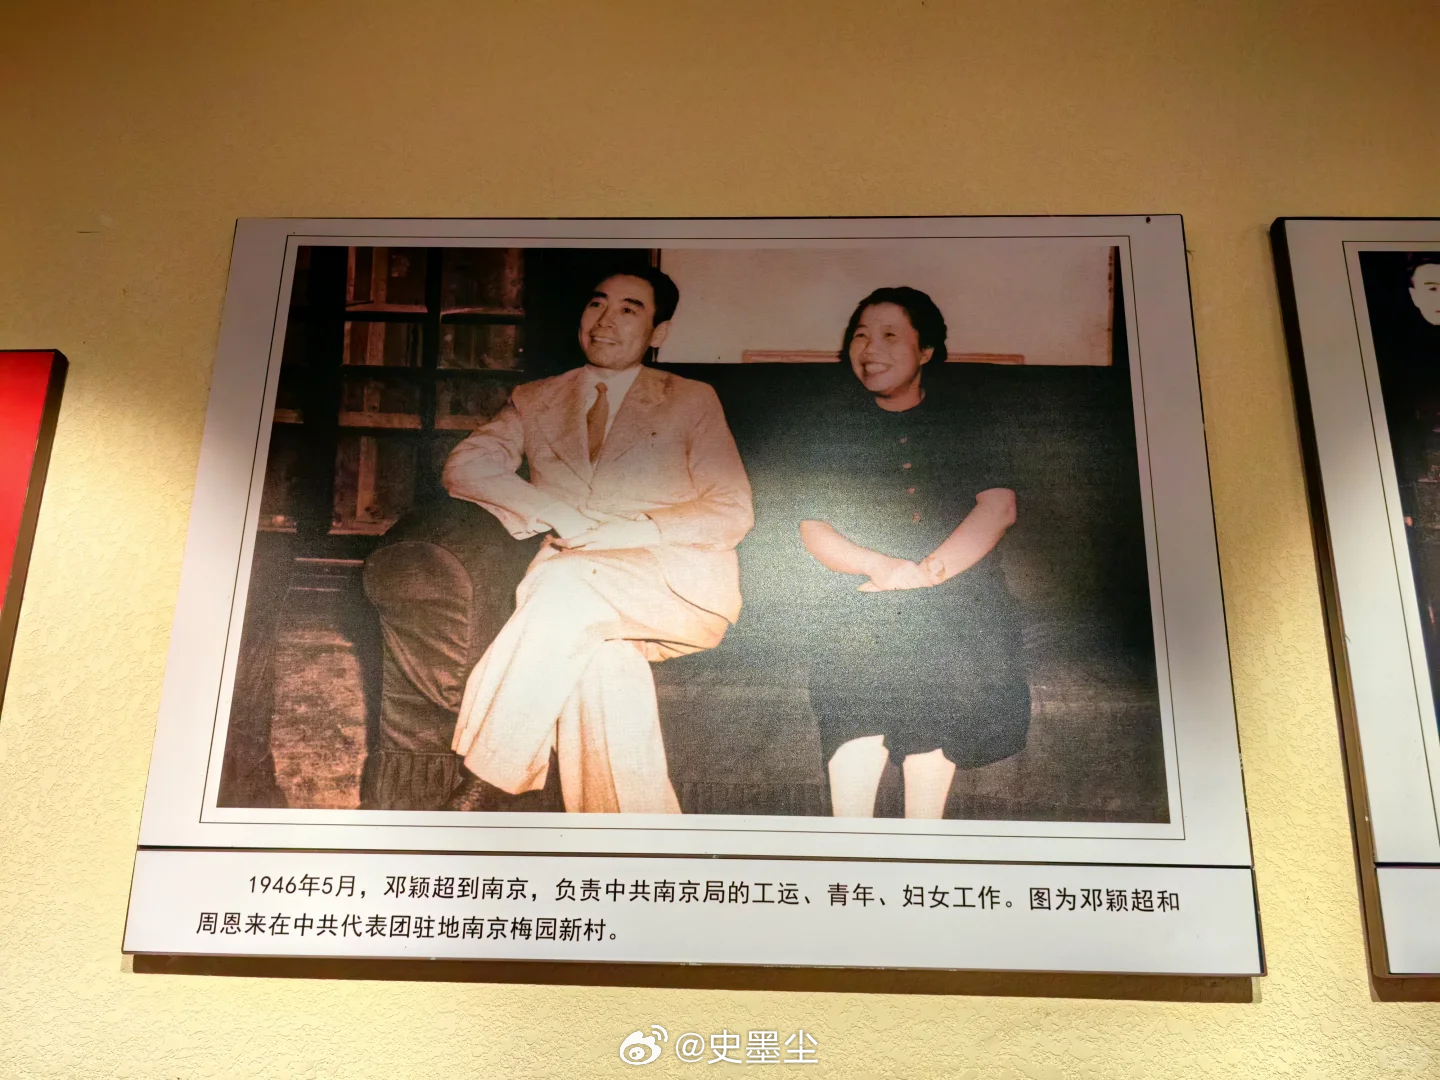 1946年5月，邓颖超到南京，负责中共南京局的工运、青年、妇女工作。图为邓颖超和
周恩来在中共代表团驻地南京梅园新村。
@史墨尘